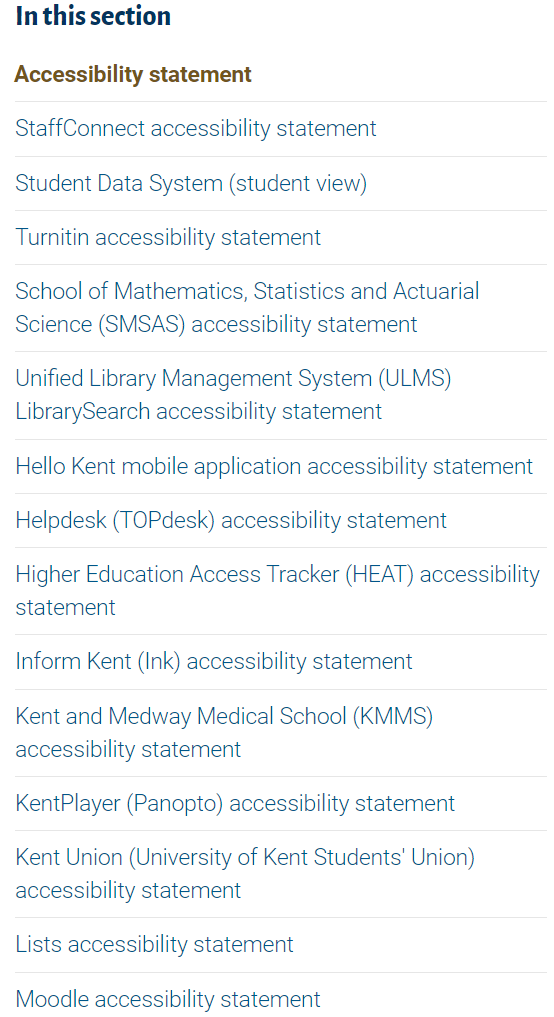 In this section
Accessibility statement
StaffConnect accessibility statement
Student Data System (student view)
Turnitin accessibility statement
School of Mathematics, Statistics and Actuarial
Science (SMSAS) accessibility statement
Unified Library Management System (ULMS)
LibrarySearch accessibility statement
Hello Kent mobile application accessibility statement
Helpdesk (TOPdesk) accessibility statement
Higher Education Access Tracker (HEAT) accessibility
statement
Inform Kent (Ink) accessibility statement
Kent and Medway Medical School (KMMS)
accessibility statement
KentPlayer (Panopto) accessibility statement
Kent Union (University of Kent Students' Union)
accessibility statement
Lists accessibility statement
Moodle accessibility statement